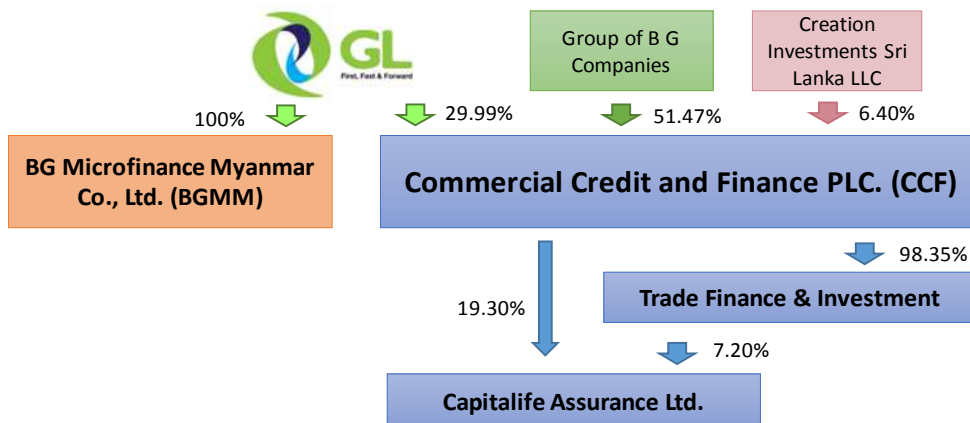 GL
First, Fast & Forward
Group of B G
Companies
Creation
Investments Sri
Lanka LLC
100%
29.99%
51.47%
6.40%
BG Microfinance Myanmar
Co., Ltd. (BGMM)
Commercial Credit and Finance PLC. (CCF)
98.35%
19.30%
Trade Finance & Investment
7.20%
Capitalife Assurance Ltd.